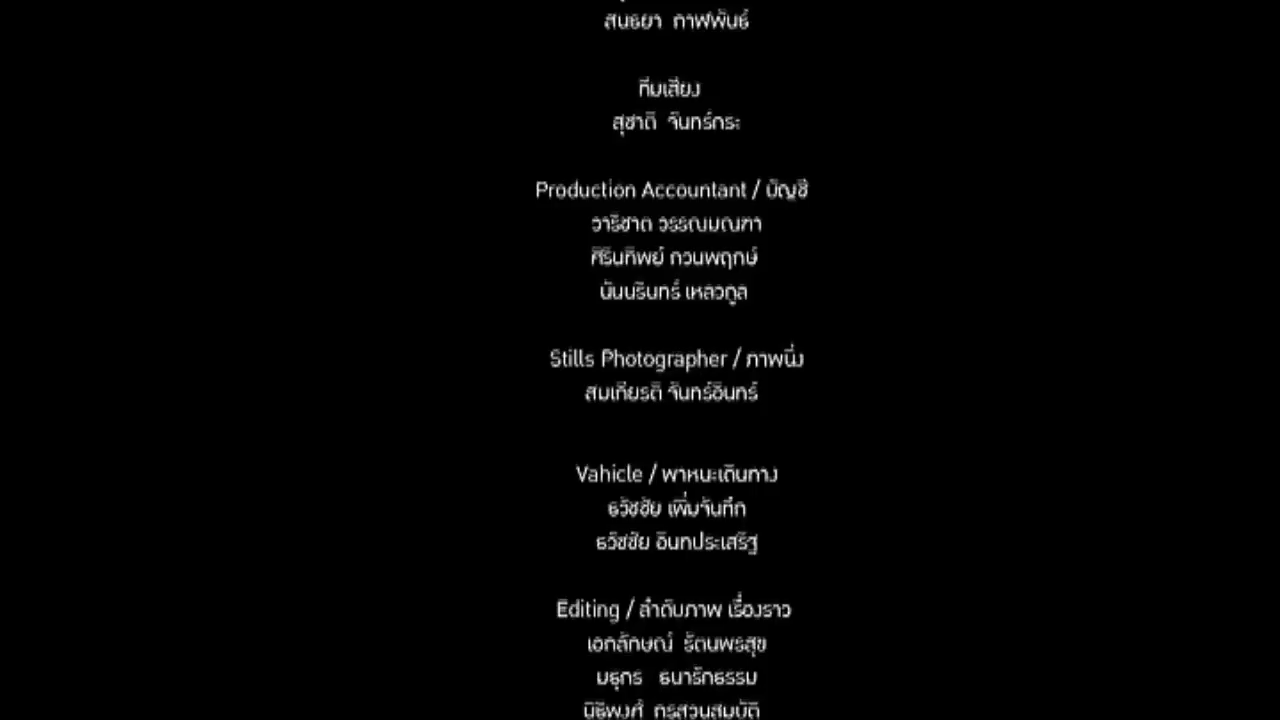 สนธยา กาฬพันธ์
ทีมเสียง
สุชาติ จันทร์กระ
Production Accountant / บัญชี
วาริชาต วรรณมณฑา
ศิรินทิพย์ กวนพฤกษ์
นันนรินทร์ เหลวกูล
Stills Photographer / ภาพนิ่ง
สมเกียรติ จันทร์อินทร์
Vahicle / พาหนะเดินทาง
ธวัชชัย เพิ่มจันทึก
ธวัชชัย อินทประเสริฐ
Editing / ลำดับภาพ เรื่องราว
เอกลักษณ์ รัตนพรสุข
มธุกร ธนารักธรรม
นิธิพงศ์